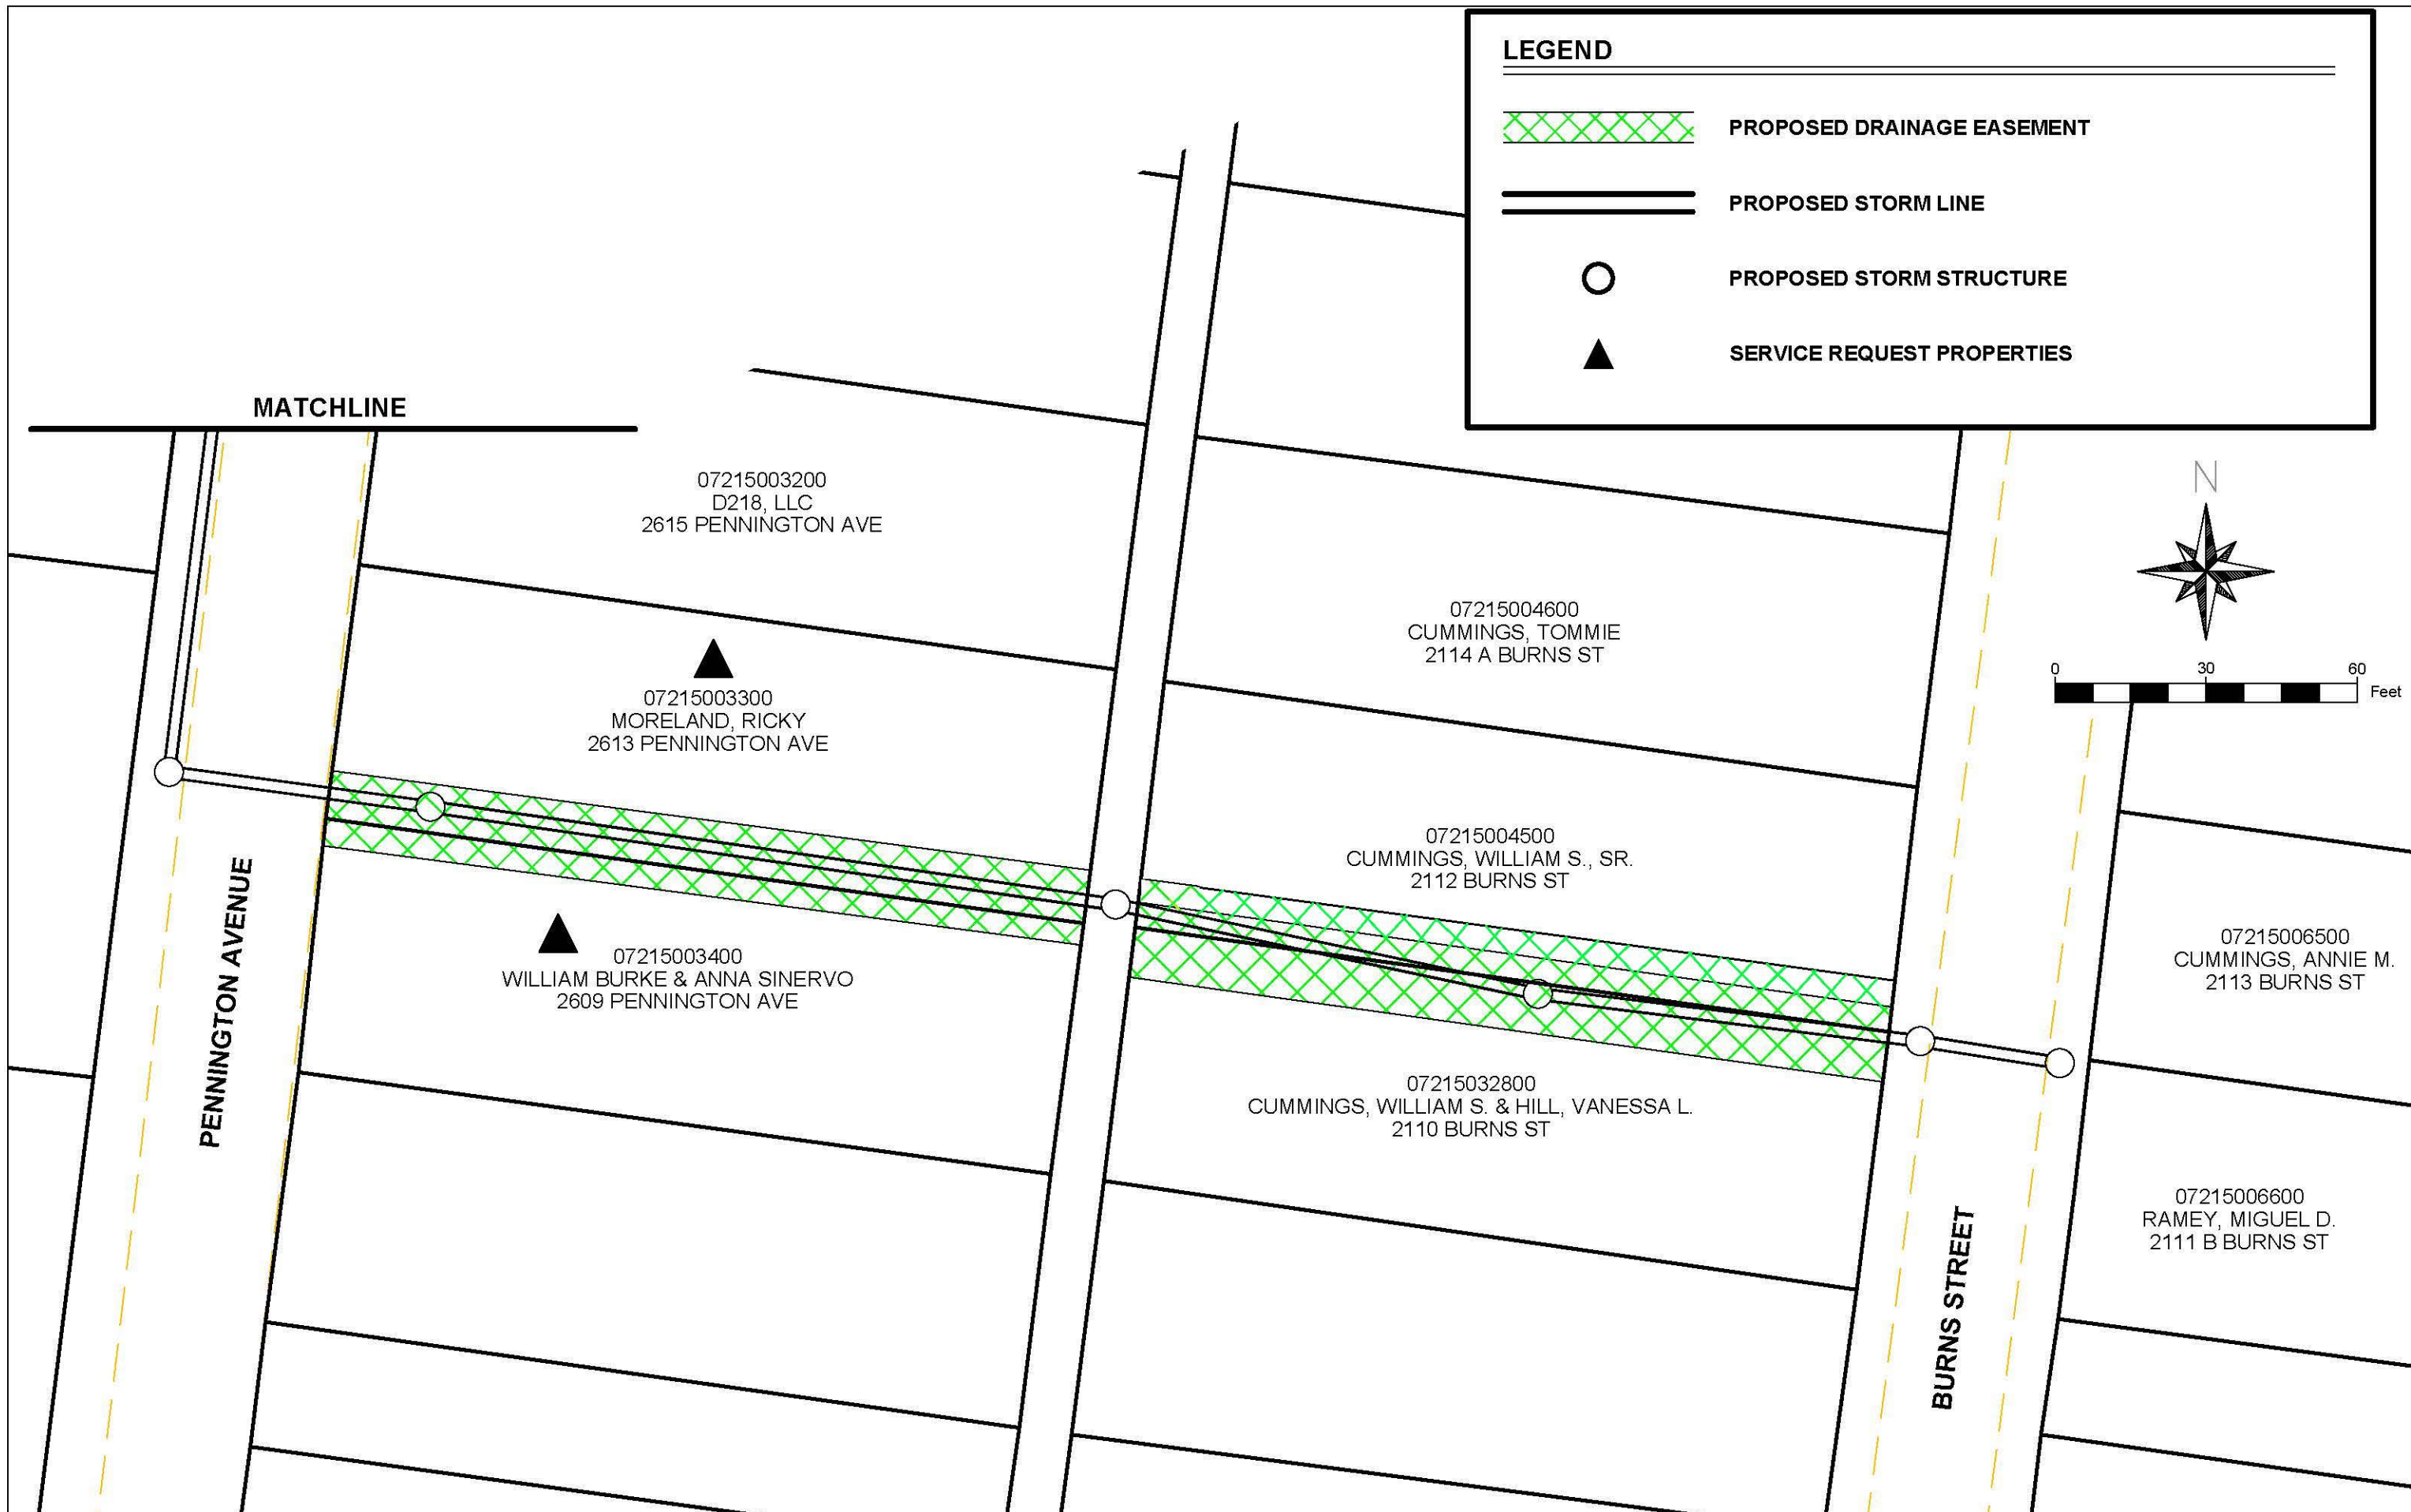 LEGEND
PROPOSED DRAINAGE EASEMENT
PROPOSED STORM LINE
PROPOSED STORM STRUCTURE
SERVICE REQUEST PROPERTIES
MATCHLINE
07215003200
D218, LLC
2615 PENNINGTON AVE
N
0 30 60
Feet
07215004600
CUMMINGS, TOMMIE
2114 A BURNS ST
07215003300
MORELAND, RICKY
2613 PENNINGTON AVE
07215004500
CUMMINGS, WILLIAM S., SR.
2112 BURNS ST
07215003400
WILLIAM BURKE & ANNA SINERVO
2609 PENNINGTON AVE
07215006500
CUMMINGS, ANNIE M.
2113 BURNS ST
PENNINGTON AVENUE
07215032800
CUMMINGS, WILLIAM S. & HILL, VANESSA L.
2110 BURNS ST
07215006600
RAMEY, MIGUEL D.
2111 B BURNS ST
BURNS STREET